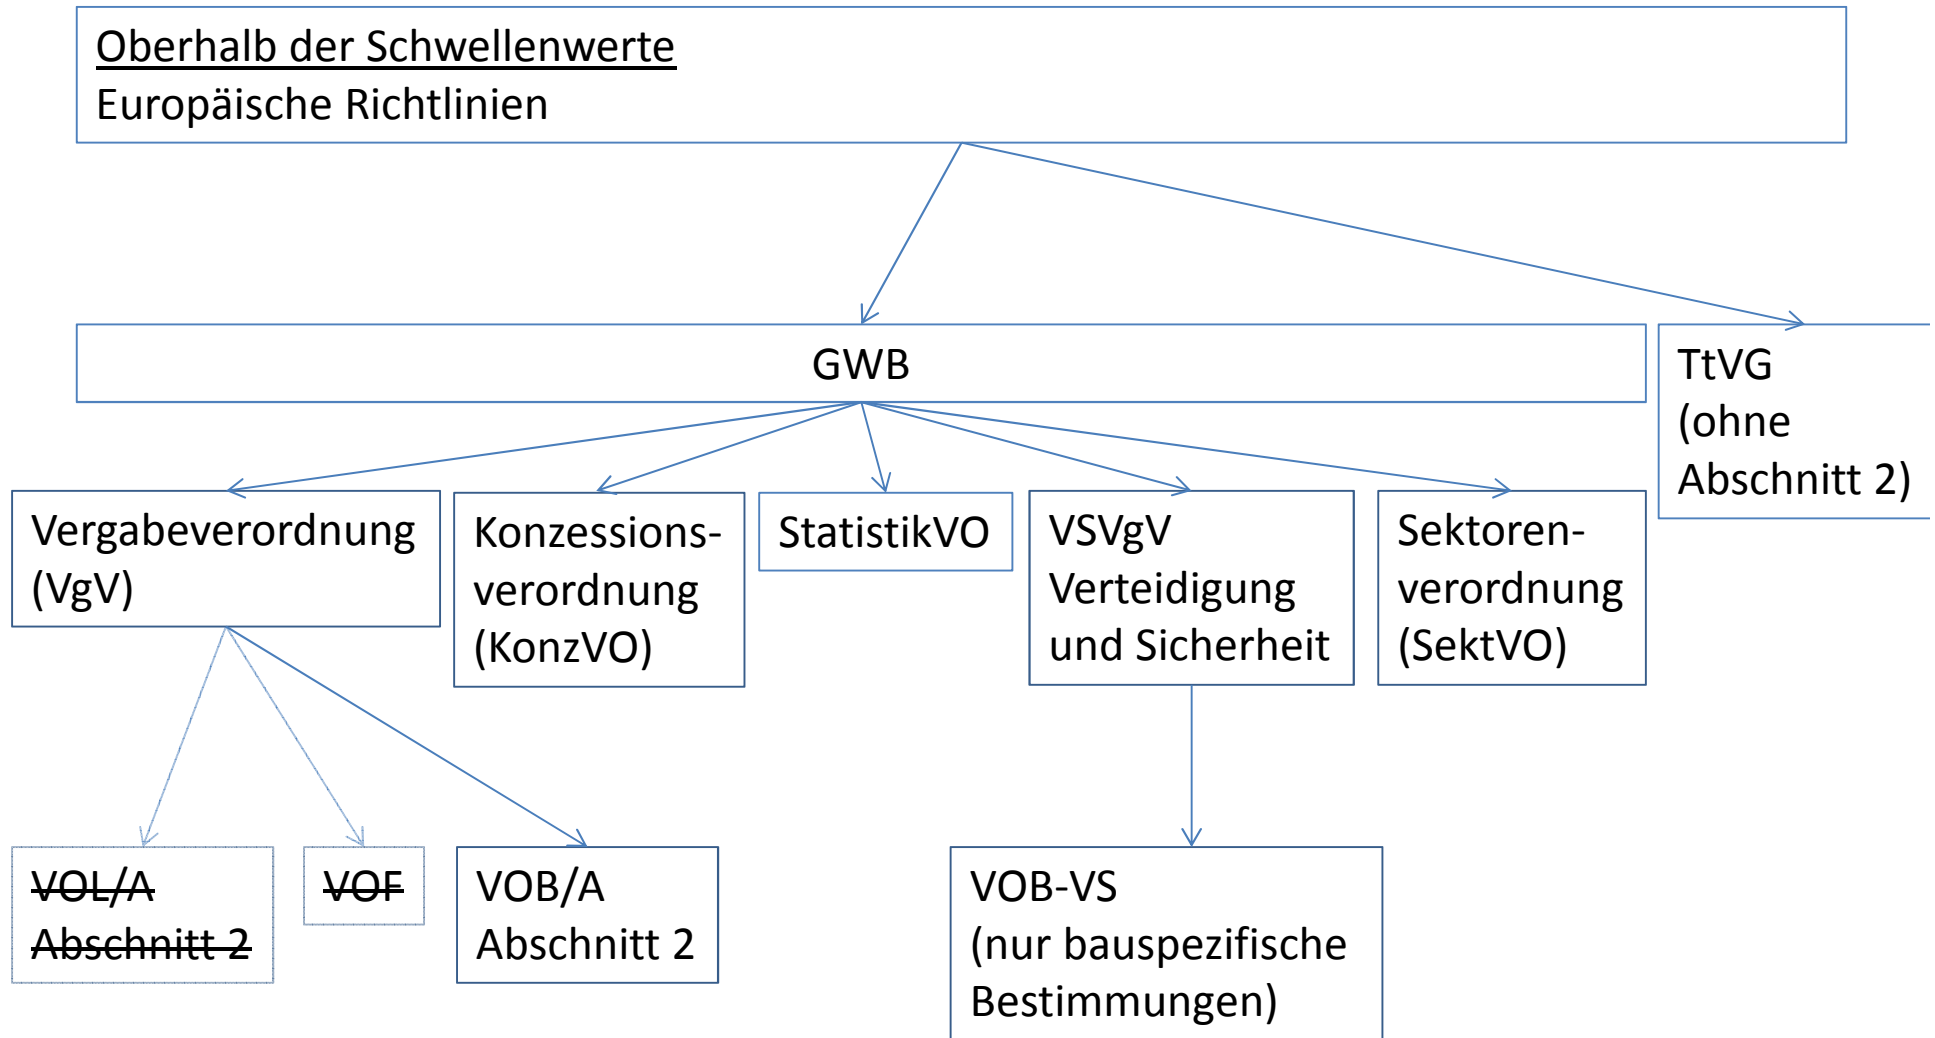 Oberhalb der Schwellenwerte
Europäische Richtlinien
GWB
TtVG
(ohne
Abschnitt 2)
Vergabeverordnung
(VgV)
Konzessions-
verordnung
(KonzVO)
StatistikVO
VSVgV
Verteidigung
und Sicherheit
Sektoren-
verordnung
(SektVO)
VOL/A
Abschnitt 2
VOF
VOB/A
Abschnitt 2
VOB-VS
(nur bauspezifische
Bestimmungen)